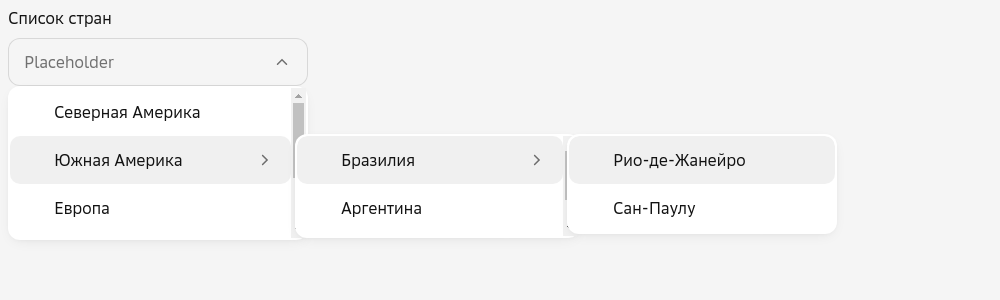 Список стран
Placeholder
Северная Америка
Южная Америка
Бразилия
Рио-де-Жанейро
Европа
Аргентина
Сан-Паулу